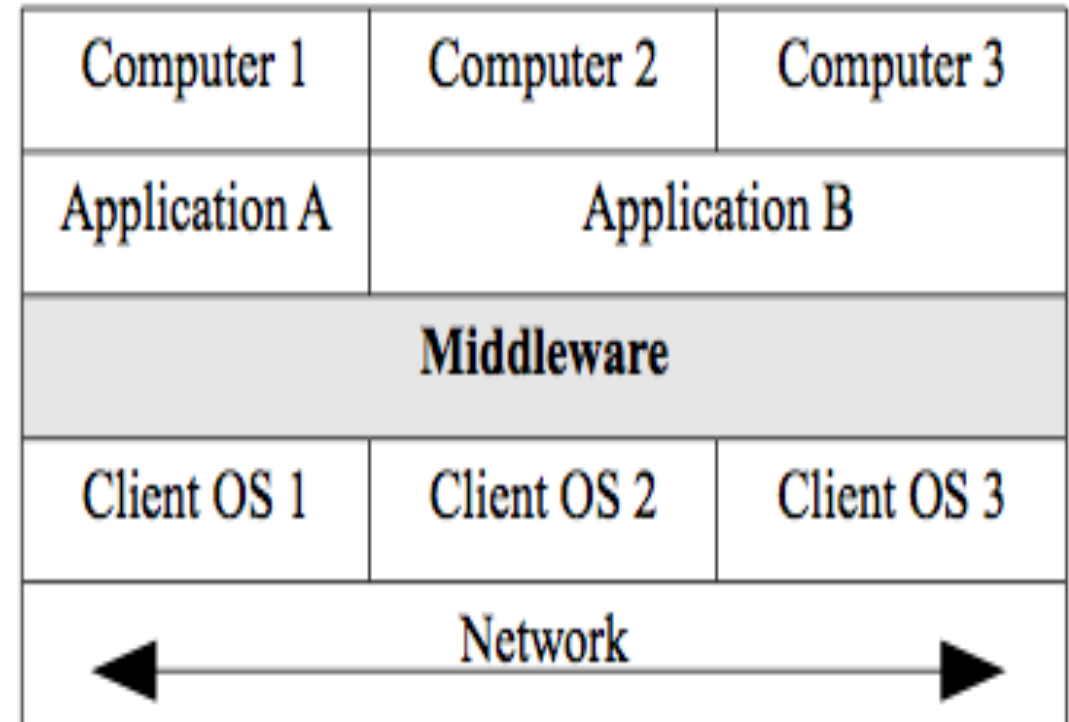 Computer 1 Computer 2 Computer 3
Application A Application B
Middleware
Client OS 1 Client OS 2 Client OS 3
Network